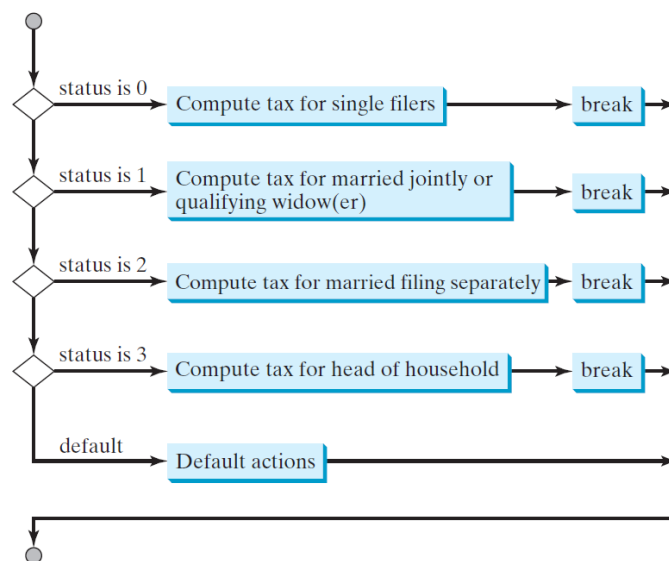 status is 0
Compute tax for single filers
break
status is 1
Compute tax for married jointly or
qualifying widow(er)
break
status is 2
Compute tax for married filing separately
break
status is 3
Compute tax for head of household
break
default
Default actions